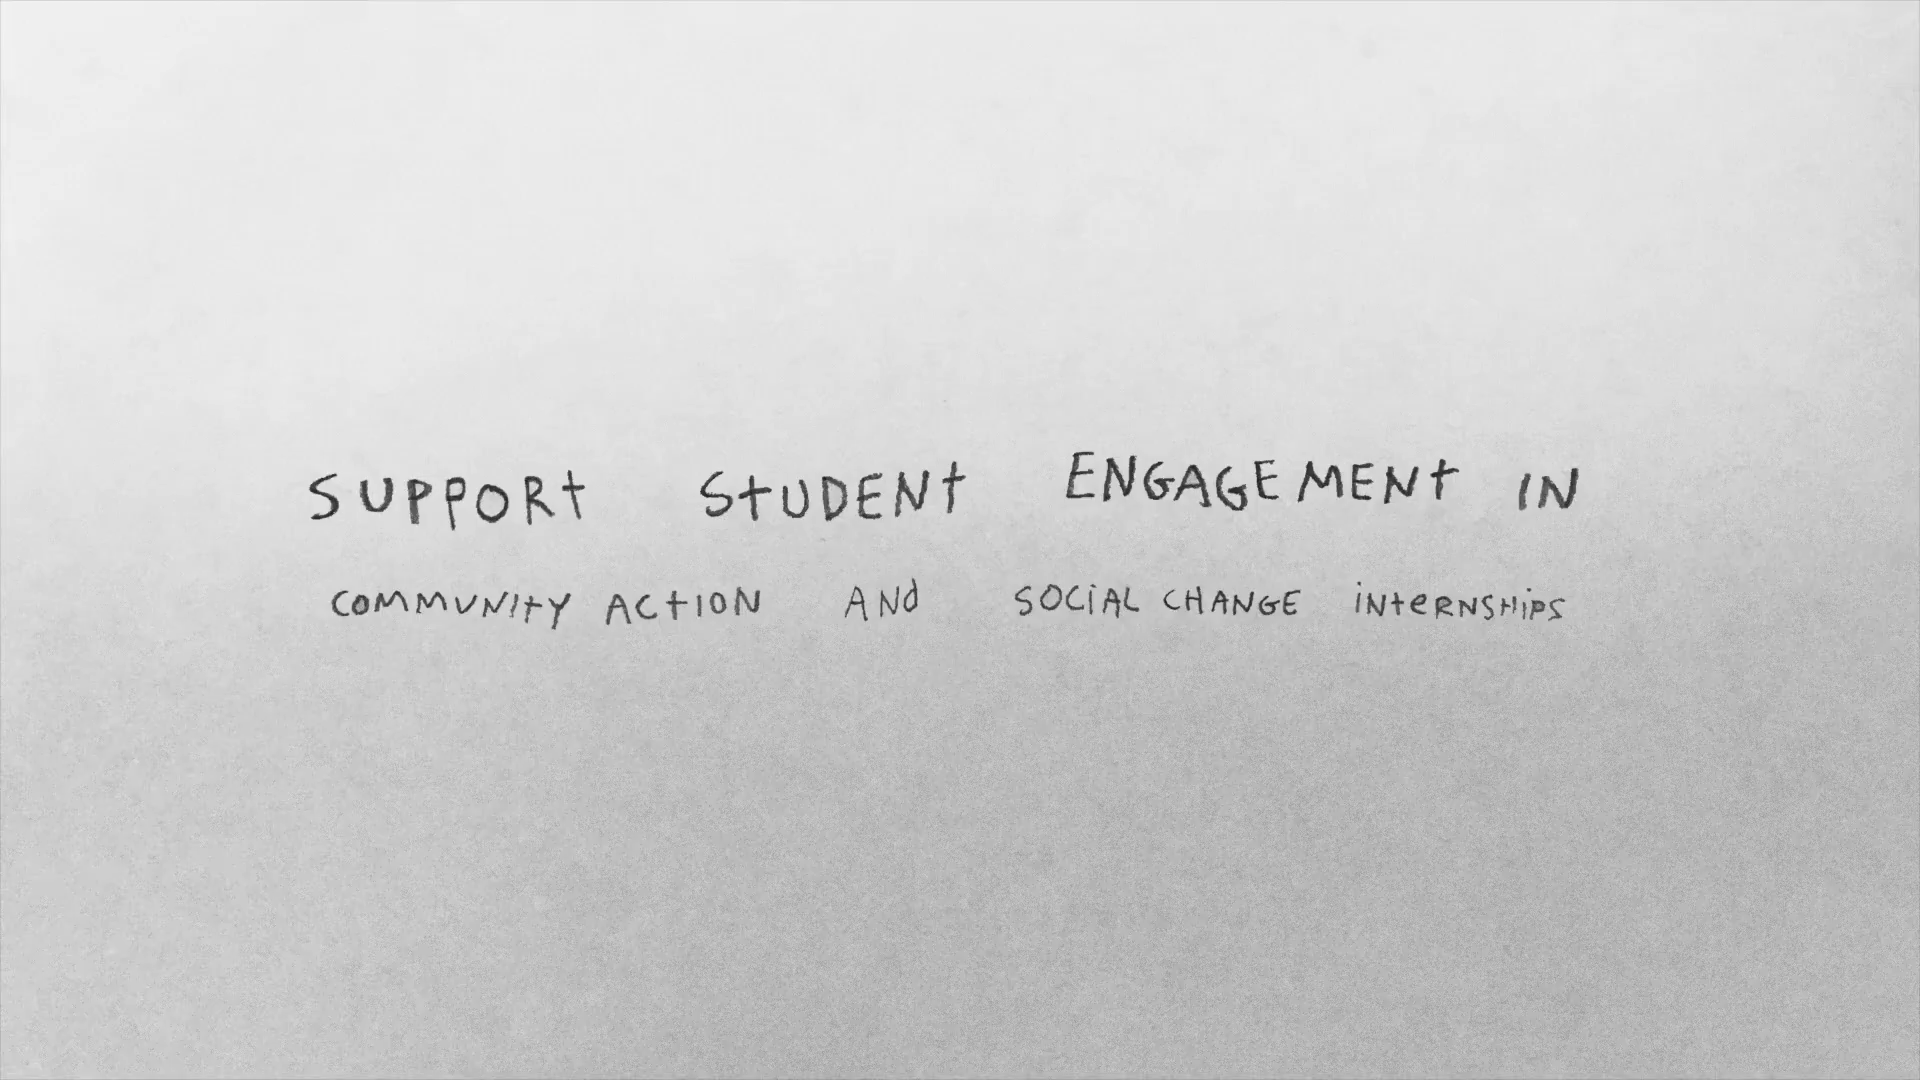 SUPPORt StUDENt ENGAGEMENt IN
COMMUNItY ACtION ANd SOCiAL CHANGE iNteRNSHiPS